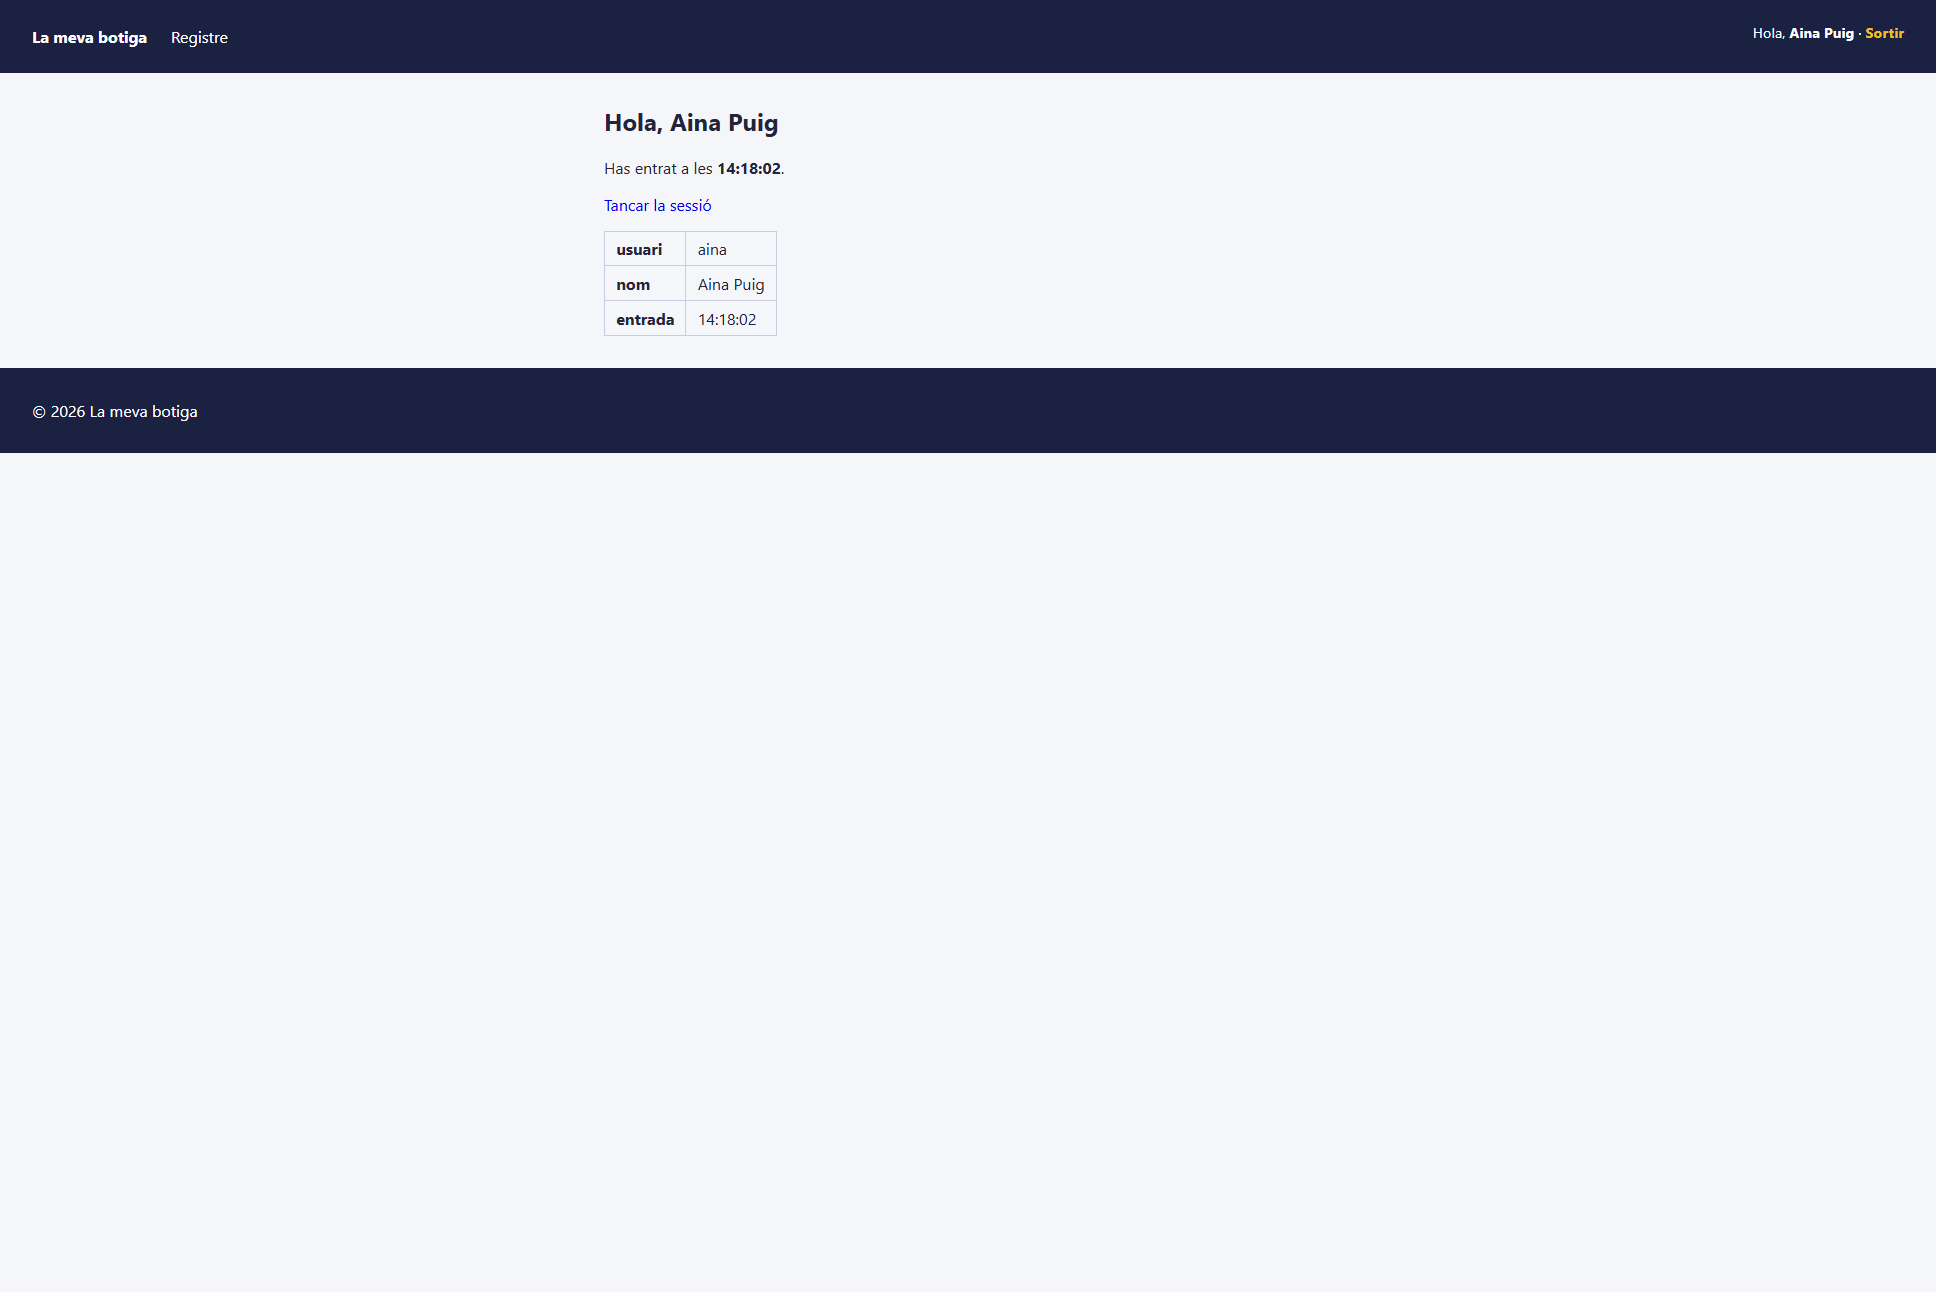 La meva botiga Registre Hola, Aina Puig · Sortir
Hola, Aina Puig
Has entrat a les 14:18:02.
Tancar la sessió
usuari aina
nom Aina Puig
entrada 14:18:02
© 2026 La meva botiga